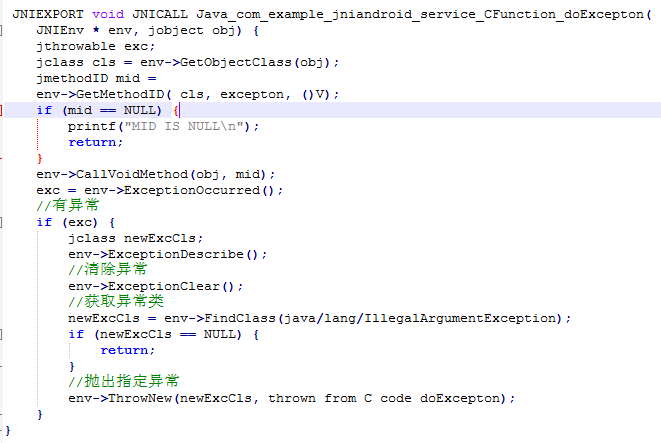 JNIEXPORT void JNICALL Java_com_example_jniandroid_service_CFunction_doExcepton(
JNIEnv * env, jobject obj) {
jthrowable exc;
jclass cls = env->GetObjectClass(obj);
jmethodID mid =
env->GetMethodID( cls, excepton, ()V);
if (mid == NULL) {
printf("MID IS NULL\n");
return;
}
env->CallVoidMethod(obj, mid);
exc = env->ExceptionOccurred();
//有异常
if (exc) {
jclass newExcCls;
env->ExceptionDescribe();
//清除异常
env->ExceptionClear();
//获取异常类
newExcCls = env->FindClass(java/lang/IllegalArgumentException);
if (newExcCls == NULL) {
return;
}
//抛出指定异常
env->ThrowNew(newExcCls, thrown from C code doExcepton);
}
}